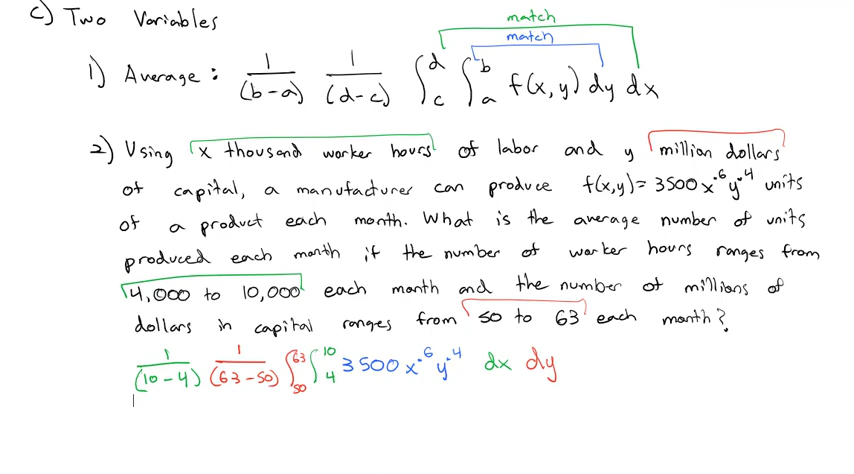 c) Two Variables
match
match
1) Average: 1/(b-a) 1/(d-c) ∫_c^d ∫_a^b f(x,y) dy dx
2) Using x thousand worker hours of labor and y million dollars
of capital, a manufacturer can produce f(x,y) = 3500x^.6 y^.4 units
of a product each month. What is the average number of units
produced each month if the number of worker hours ranges from
4,000 to 10,000 each month and the number of millions of
dollars in capital ranges from 50 to 63 each month?
1/(10-4) 1/(63-50) ∫_50^63 ∫_4^10 3500x^.6 y^.4 dx dy